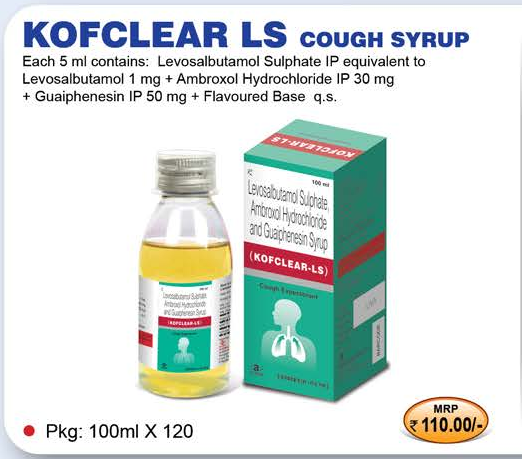 KOFCLEAR LS COUGH SYRUP
Each 5 ml contains: Levosalbutamol Sulphate IP equivalent to
Levosalbutamol 1 mg + Ambroxol Hydrochloride IP 30 mg
+ Guaiphenesin IP 50 mg + Flavoured Base q.s.
KOFCLEAR-LS
100 ml
Levosalbutamol Sulphate,
Ambroxol Hydrochloride
and Guaiphenesin Syrup
(KOFCLEAR-LS)
Cough Expectorant
Levosalbutamol Sulphate,
Ambroxol Hydrochloride
and Guaiphenesin Syrup
(KOFCLEAR-LS)
BARCODE
• Pkg: 100ml X 120
MRP
₹ 110.00/-